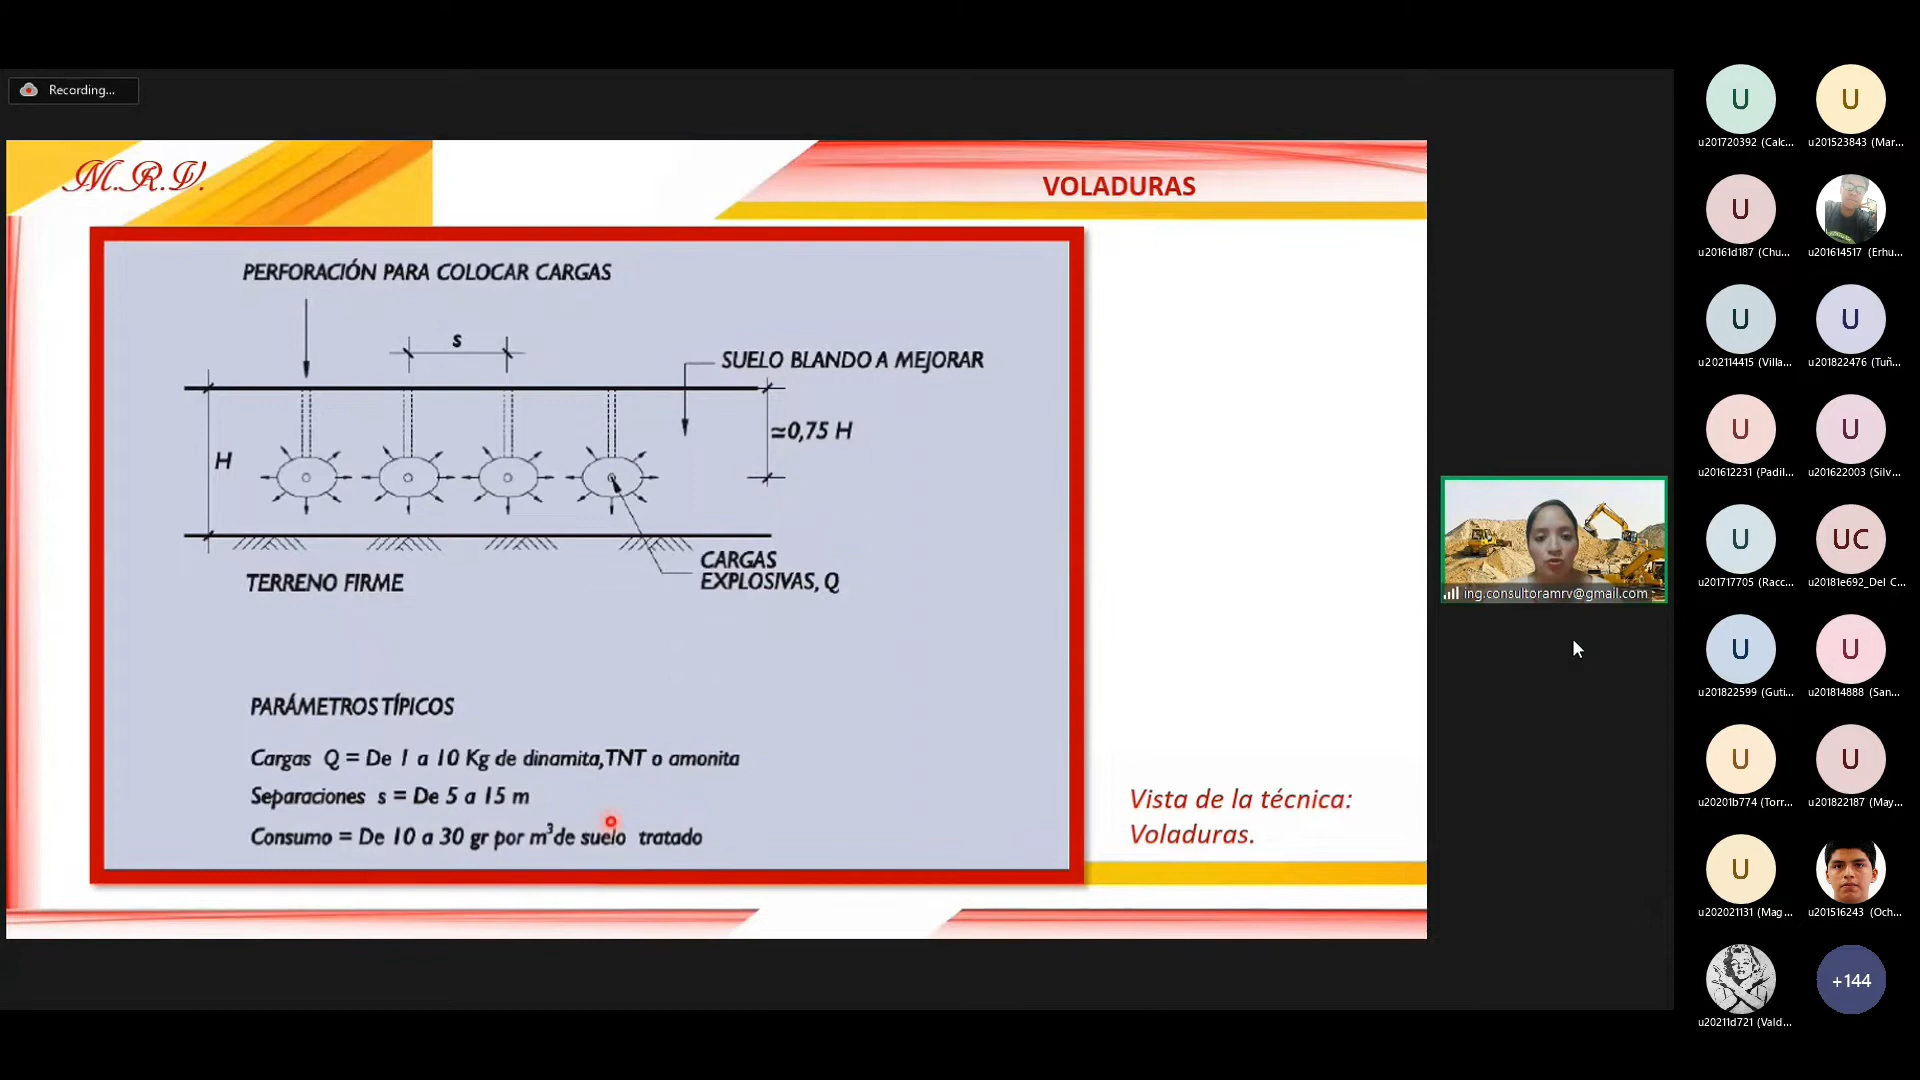 Recording...
M.R.V.
VOLADURAS
PERFORACIÓN PARA COLOCAR CARGAS
s
SUELO BLANDO A MEJORAR
≃0,75 H
H
CARGAS
EXPLOSIVAS, Q
TERRENO FIRME
PARÁMETROS TÍPICOS
Cargas Q = De 1 a 10 Kg de dinamita, TNT o amonita
Separaciones s = De 5 a 15 m
Consumo = De 10 a 30 gr por m³ de suelo tratado
Vista de la técnica:
Voladuras.
ing.consultoramrv@gmail.com
U
u201720392 (Calc...
U
u201523843 (Mar...
U
u20161d187 (Chu...
u201614517 (Erhu...
U
u202114415 (Villa...
U
u201822476 (Tuñ...
U
u201612231 (Padil...
U
u201622003 (Silv...
U
u201717705 (Racc...
UC
u20181e692_Del C...
U
u201822599 (Guti...
U
u201814888 (San...
U
u20201b774 (Torr...
U
u201822187 (May...
U
u202021131 (Mag...
u201516243 (Och...
u20211d721 (Vald...
+144